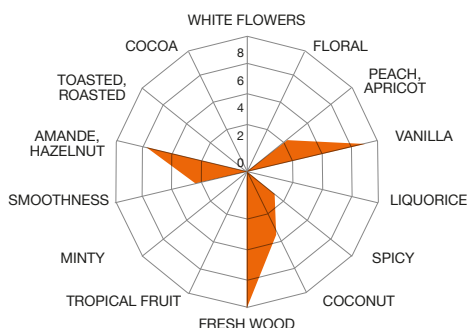 WHITE FLOWERS
COCOA
FLORAL
8
6
4
2
0
TOASTED,
ROASTED
PEACH,
APRICOT
AMANDE,
HAZELNUT
VANILLA
SMOOTHNESS
LIQUORICE
MINTY
SPICY
TROPICAL FRUIT
COCONUT
FRESH WOOD